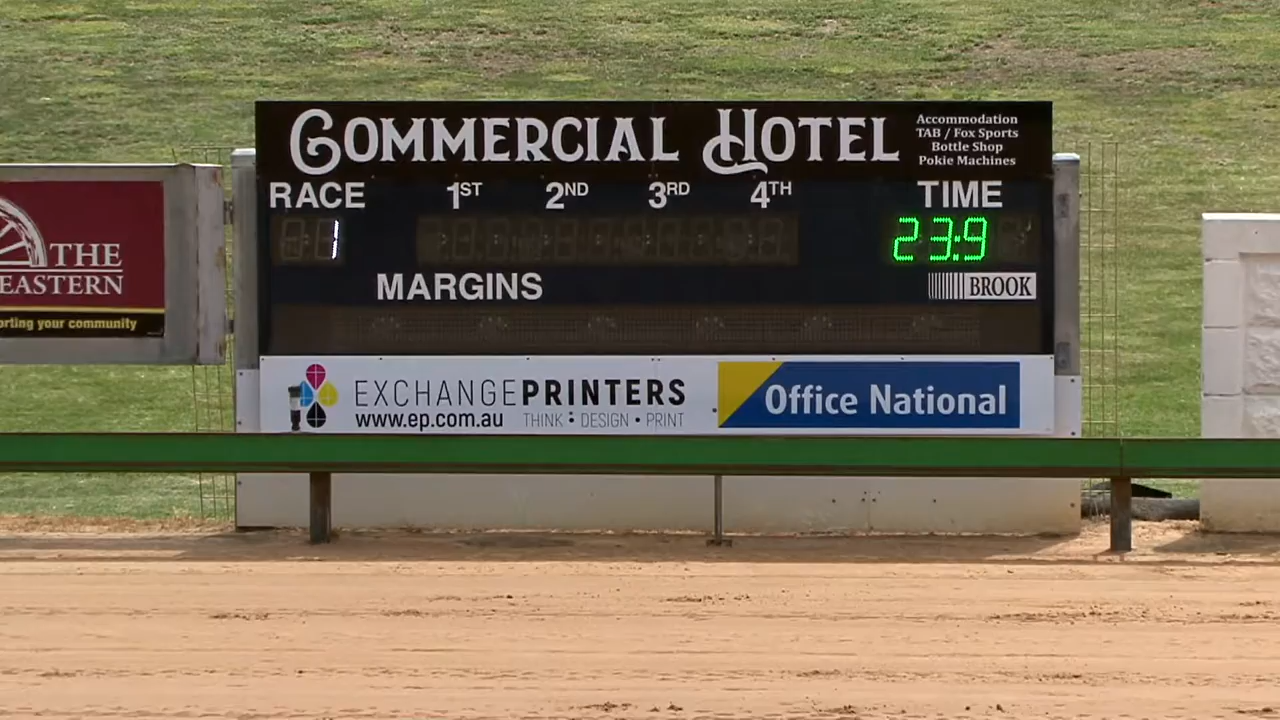 COMMERCIAL HOTEL
Accommodation
TAB / Fox Sports
Bottle Shop
Pokie Machines
RACE 1ST 2ND 3RD 4TH TIME
1 23:9
MARGINS
BROOK
THE
EASTERN
orting your community
EXCHANGEPRINTERS
www.ep.com.au THINK : DESIGN • PRINT
Office National